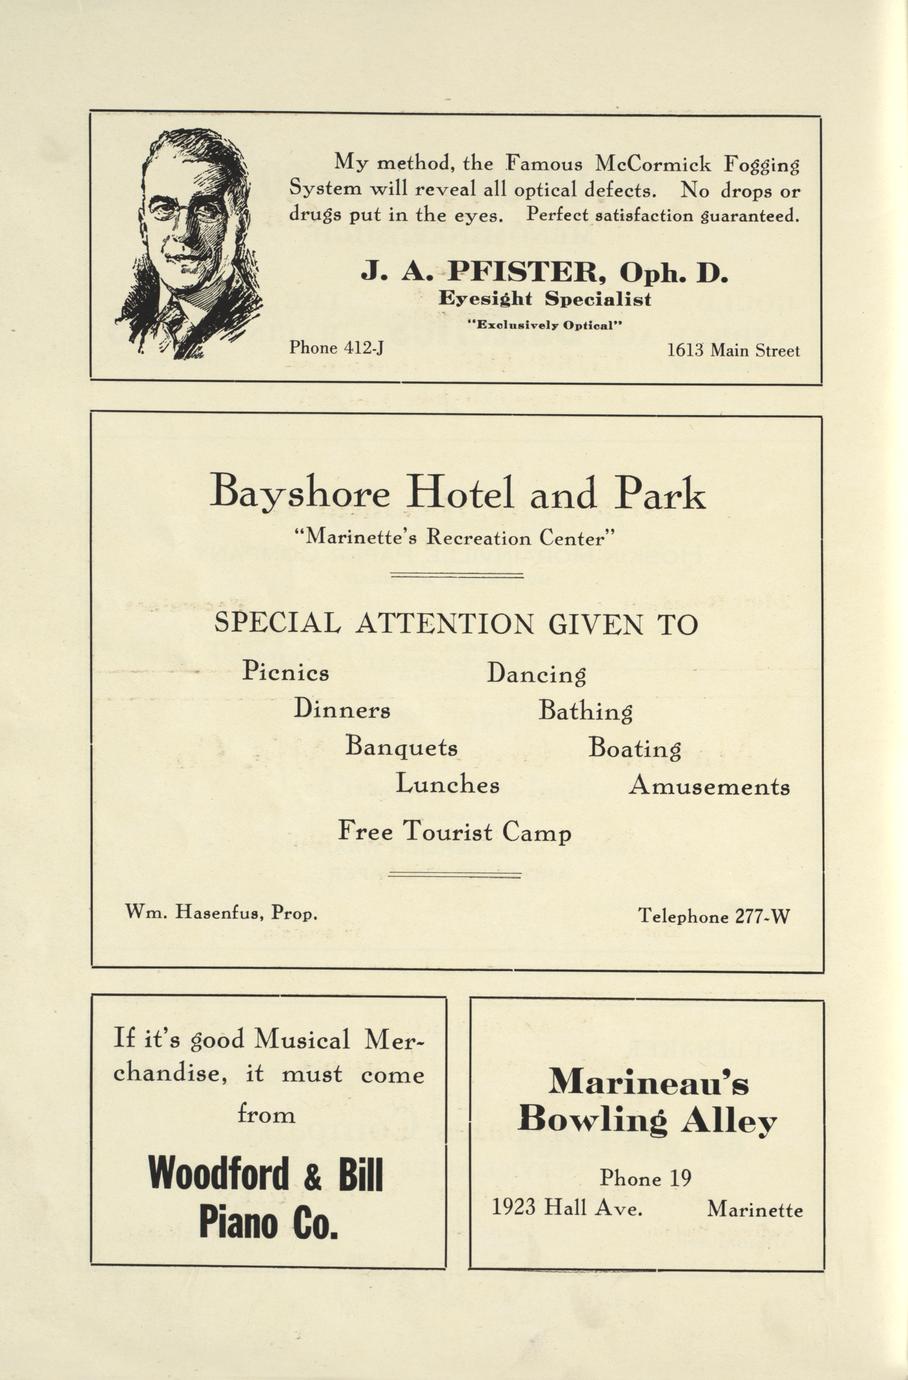 My method, the Famous McCormick Fogging
System will reveal all optical defects. No drops or
drugs put in the eyes. Perfect satisfaction guaranteed.
J. A. PFISTER, Oph. D.
Eyesight Specialist
"Exclusively Optical"
Phone 412-J 1613 Main Street
Bayshore Hotel and Park
"Marinette's Recreation Center"
SPECIAL ATTENTION GIVEN TO
Picnics Dancing
Dinners Bathing
Banquets Boating
Lunches Amusements
Free Tourist Camp
Wm. Hasenfus, Prop. Telephone 277-W
If it's good Musical Mer-
chandise, it must come
from
Woodford & Bill
Piano Co.
Marineau's
Bowling Alley
Phone 19
1923 Hall Ave. Marinette